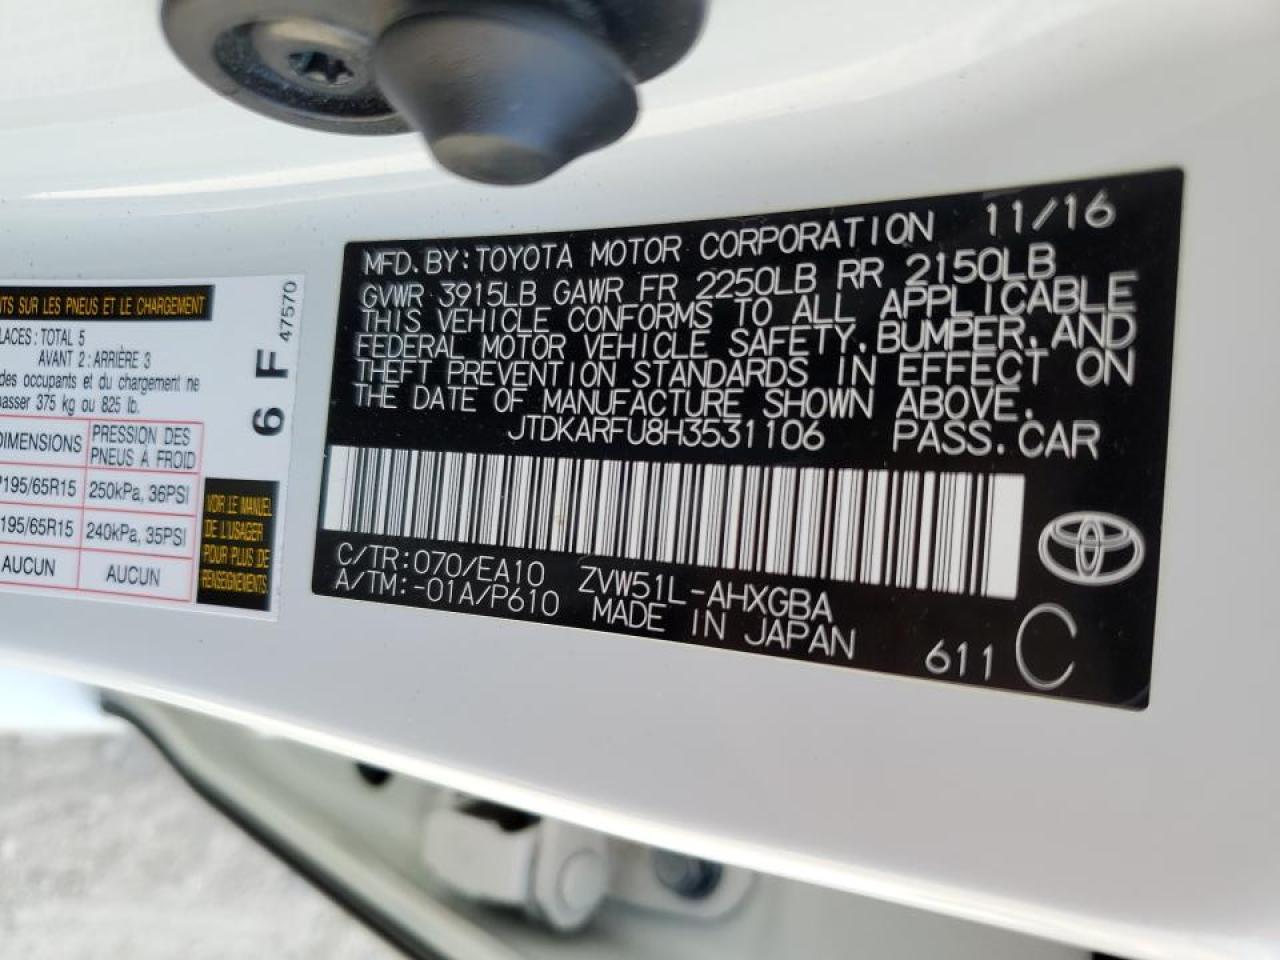 NTS SUR LES PNEUS ET LE CHARGEMENT
LACES: TOTAL 5
AVANT 2: ARRIÈRE 3
des occupants et du chargement ne
passer 375 kg ou 825 lb.
DIMENSIONS PRESSION DES PNEUS À FROID
P195/65R15 250kPa, 36PSI
P195/65R15 240kPa, 35PSI
AUCUN AUCUN
VOIR LE MANUEL
DE L'USAGER
POUR PLUS DE
RENSEIGNEMENTS.
6 F 47570
MFD. BY: TOYOTA MOTOR CORPORATION 11/16
GVWR 3915LB GAWR FR 2250LB RR 2150LB
THIS VEHICLE CONFORMS TO ALL APPLICABLE
FEDERAL MOTOR VEHICLE SAFETY, BUMPER, AND
THEFT PREVENTION STANDARDS IN EFFECT ON
THE DATE OF MANUFACTURE SHOWN ABOVE.
JTDKARFU8H3531106 PASS. CAR
C/TR: 070/EA10 ZVW51L-AHXGBA
A/TM: -01A/P610 MADE IN JAPAN
611 C